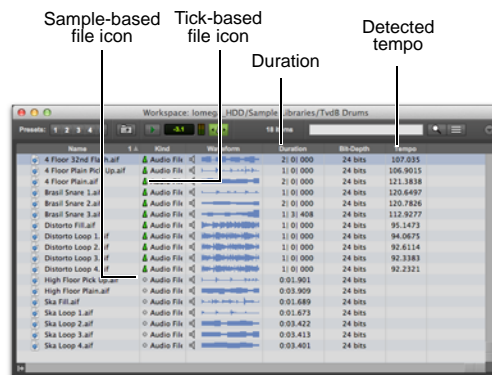 Sample-based file icon
Tick-based file icon
Duration
Detected tempo
Workspace: Iomega_HDD/Sample Libraries/TvdB Drums
Presets: 1 2 3 4 -3.1 18 items
Name 1 Kind Waveform Duration Bit-Depth Tempo
4 Floor 32nd Flash.aif Audio File 2| 0| 000 24 bits 107.035
4 Floor Plain Pick Up.aif Audio File 1| 0| 000 24 bits 106.9015
4 Floor Plain.aif Audio File 2| 0| 000 24 bits 121.3838
Brasil Snare 1.aif Audio File 2| 0| 000 24 bits 120.6497
Brasil Snare 2.aif Audio File 2| 0| 000 24 bits 120.7826
Brasil Snare 3.aif Audio File 1| 3| 408 24 bits 112.9277
Distorto Fill.aif Audio File 1| 0| 000 24 bits 95.1473
Distorto Loop 1.aif Audio File 1| 0| 000 24 bits 94.0675
Distorto Loop 2.aif Audio File 1| 0| 000 24 bits 92.6114
Distorto Loop 3.aif Audio File 1| 0| 000 24 bits 92.3383
Distorto Loop 4.aif Audio File 1| 0| 000 24 bits 92.2321
High Floor Pick Up.aif Audio File 0:01.901 24 bits
High Floor Plain.aif Audio File 0:03.909 24 bits
Ska Fill.aif Audio File 0:01.689 24 bits
Ska Loop 1.aif Audio File 0:01.673 24 bits
Ska Loop 2.aif Audio File 0:03.422 24 bits
Ska Loop 3.aif Audio File 0:03.413 24 bits
Ska Loop 4.aif Audio File 0:03.401 24 bits